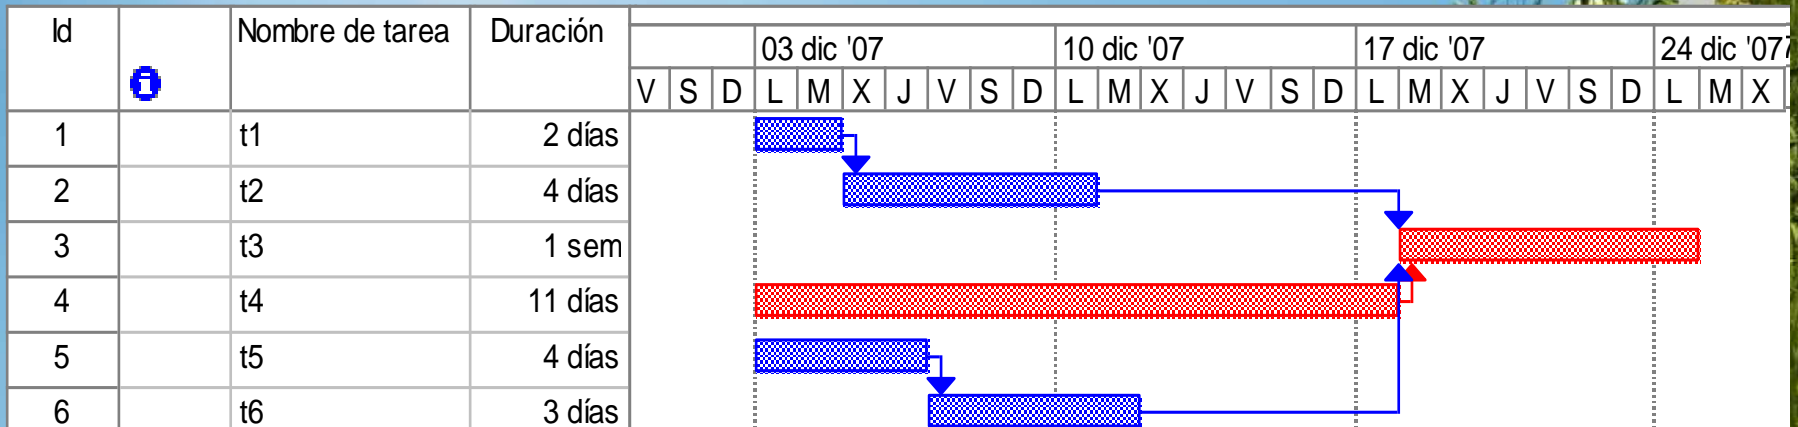 Id Nombre de tarea Duración
03 dic '07 10 dic '07 17 dic '07 24 dic '07
V S D L M X J V S D L M X J V S D L M X J V S D L M X
1 t1 2 días
2 t2 4 días
3 t3 1 sem
4 t4 11 días
5 t5 4 días
6 t6 3 días